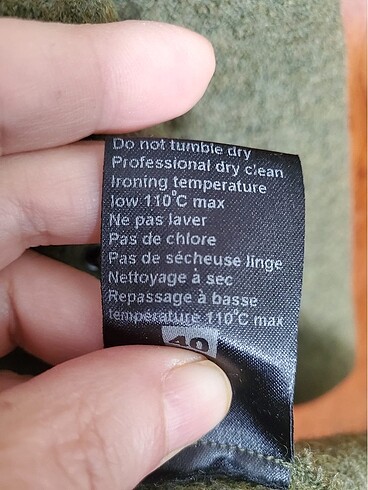 Do not tumble dry
Professional dry clean
Ironing temperature
low 110°C max
Ne pas laver
Pas de chlore
Pas de sécheuse linge
Nettoyage à sec
Repassage à basse
température 110°C max